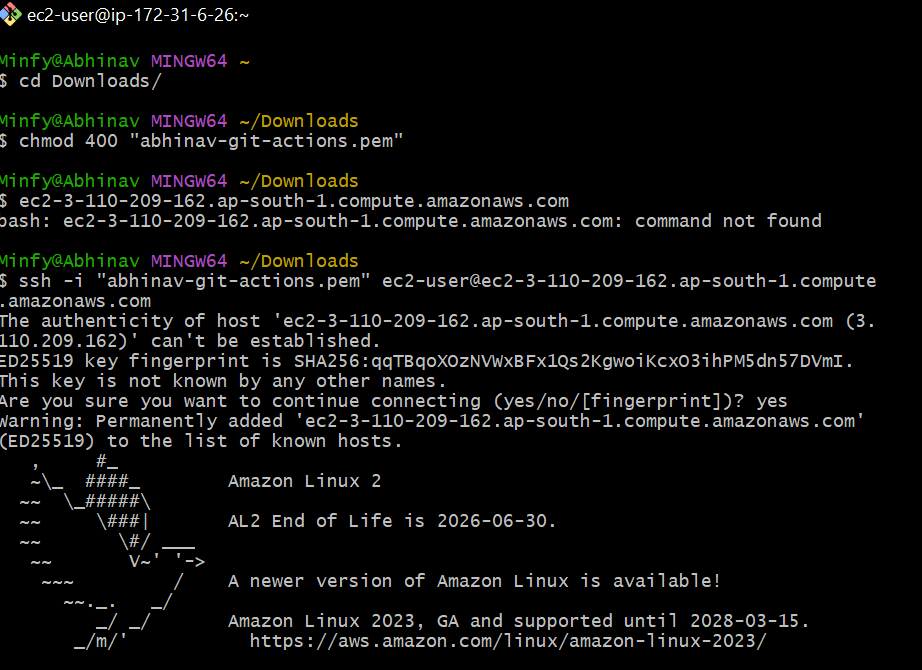 ec2-user@ip-172-31-6-26:~
Minfy@Abhinav MINGW64 ~
$ cd Downloads/
Minfy@Abhinav MINGW64 ~/Downloads
$ chmod 400 "abhinav-git-actions.pem"
Minfy@Abhinav MINGW64 ~/Downloads
$ ec2-3-110-209-162.ap-south-1.compute.amazonaws.com
bash: ec2-3-110-209-162.ap-south-1.compute.amazonaws.com: command not found
Minfy@Abhinav MINGW64 ~/Downloads
$ ssh -i "abhinav-git-actions.pem" ec2-user@ec2-3-110-209-162.ap-south-1.compute
.amazonaws.com
The authenticity of host 'ec2-3-110-209-162.ap-south-1.compute.amazonaws.com (3.
110.209.162)' can't be established.
ED25519 key fingerprint is SHA256:qqTBqoXOzNVWxBFx1Qs2KgwoiKcxO3ihPM5dn57DVmI.
This key is not known by any other names.
Are you sure you want to continue connecting (yes/no/[fingerprint])? yes
Warning: Permanently added 'ec2-3-110-209-162.ap-south-1.compute.amazonaws.com'
(ED25519) to the list of known hosts.
   ,     #_
   ~\_  ####_        Amazon Linux 2
  ~~  \_#####\
  ~~     \###|       AL2 End of Life is 2026-06-30.
  ~~       \#/ ___
   ~~       V~' '->
    ~~~         /    A newer version of Amazon Linux is available!
      ~~._.   _/
         _/ _/       Amazon Linux 2023, GA and supported until 2028-03-15.
       _/m/'           https://aws.amazon.com/linux/amazon-linux-2023/